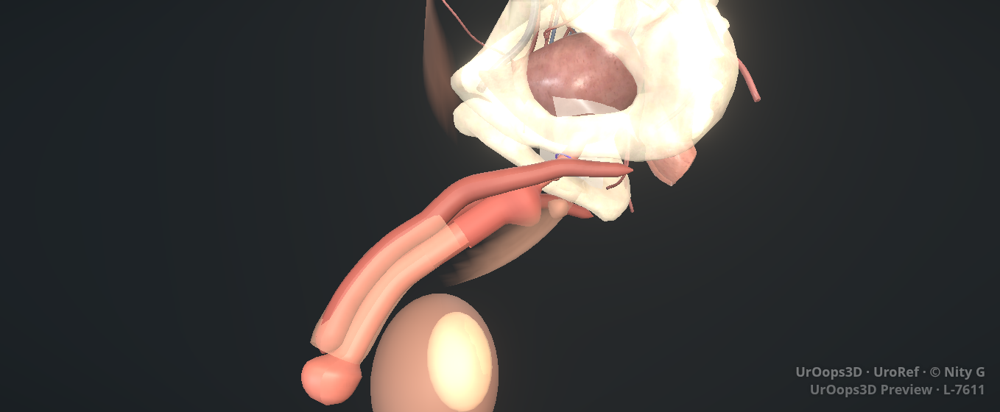 UrOops3D · UroRef · © Nity G
UrOops3D Preview · L-7611